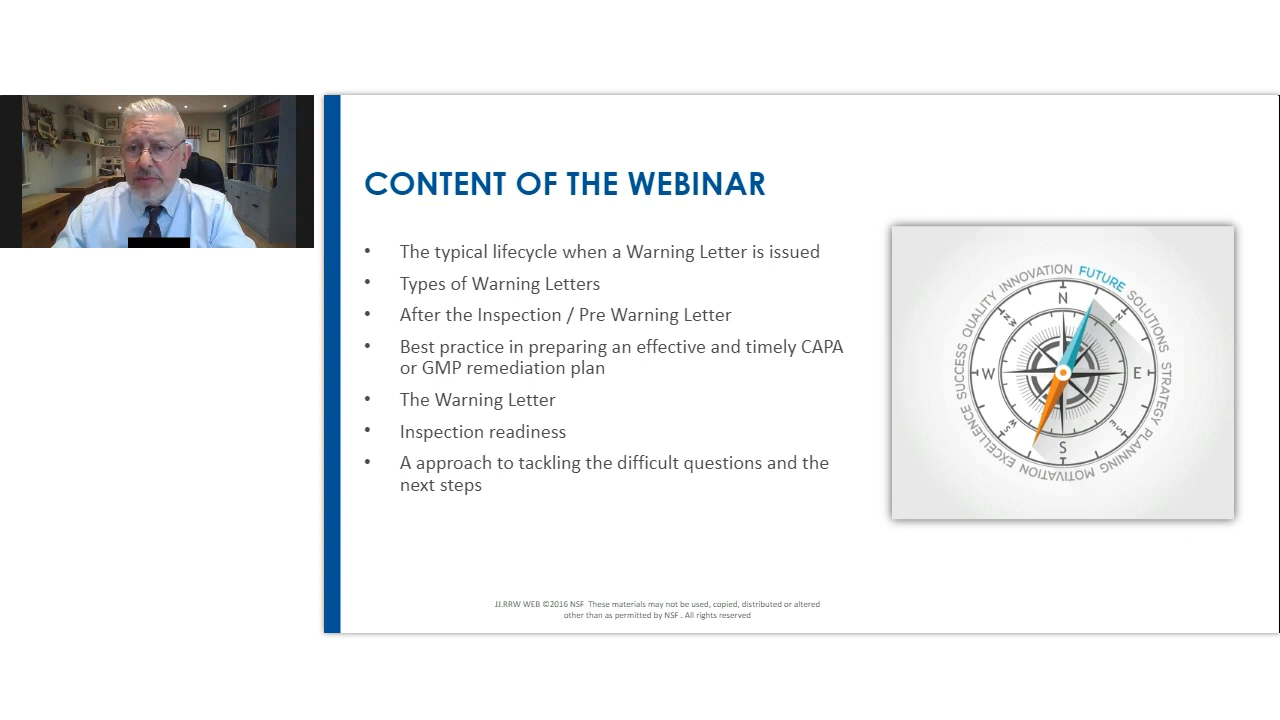 CONTENT OF THE WEBINAR
• The typical lifecycle when a Warning Letter is issued
• Types of Warning Letters
• After the Inspection / Pre Warning Letter
• Best practice in preparing an effective and timely CAPA
or GMP remediation plan
• The Warning Letter
• Inspection readiness
• A approach to tackling the difficult questions and the
next steps
QUALITY INNOVATION FUTURE SOLUTIONS STRATEGY PLANNING MOTIVATION EXCELLENCE SUCCESS
N
NW
NE
W
E
SW
SE
S
JJ.RRW WEB ©2016 NSF These materials may not be used, copied, distributed or altered
other than as permitted by NSF . All rights reserved